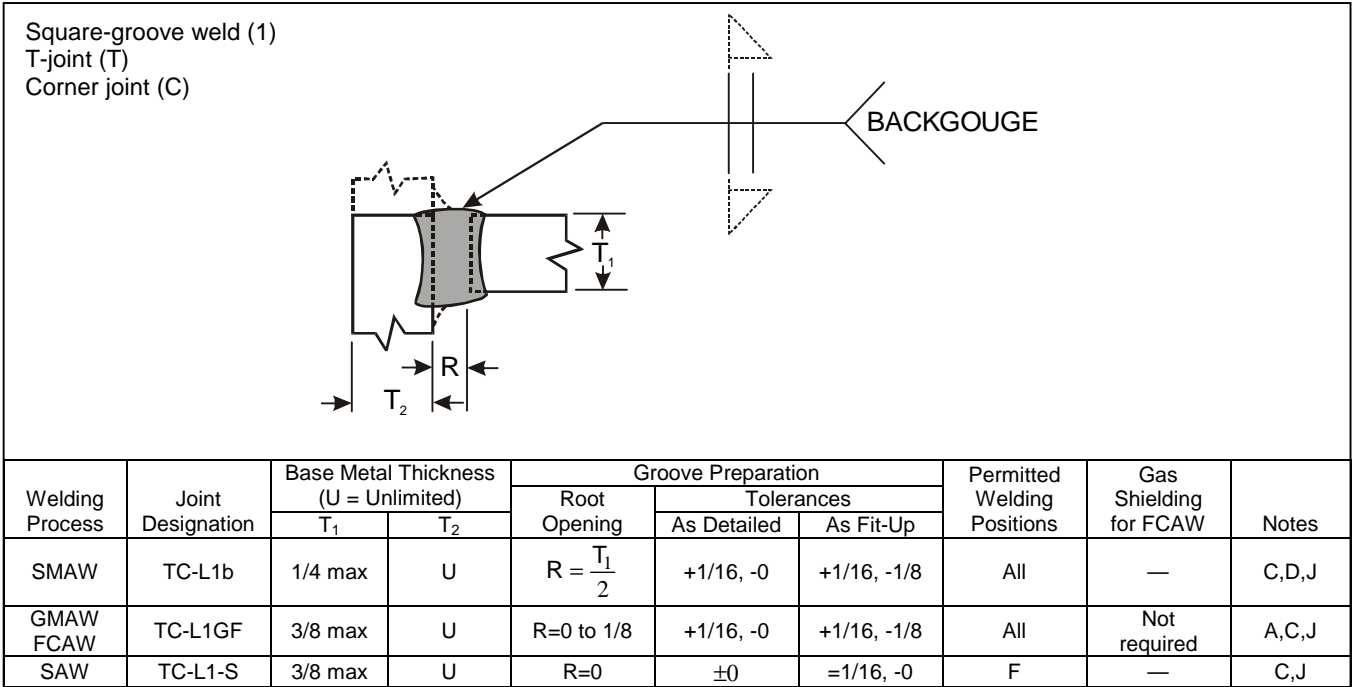 Square-groove weld (1)
T-joint (T)
Corner joint (C)
BACKGOUGE
T₁
R
T₂
Welding Process
Joint Designation
Base Metal Thickness (U = Unlimited)
T₁
T₂
Groove Preparation
Root Opening
Tolerances
As Detailed
As Fit-Up
Permitted Welding Positions
Gas Shielding for FCAW
Notes
SMAW TC-L1b 1/4 max U R = T₁/2 +1/16, -0 +1/16, -1/8 All — C,D,J
GMAW FCAW TC-L1GF 3/8 max U R=0 to 1/8 +1/16, -0 +1/16, -1/8 All Not required A,C,J
SAW TC-L1-S 3/8 max U R=0 ±0 =1/16, -0 F — C,J